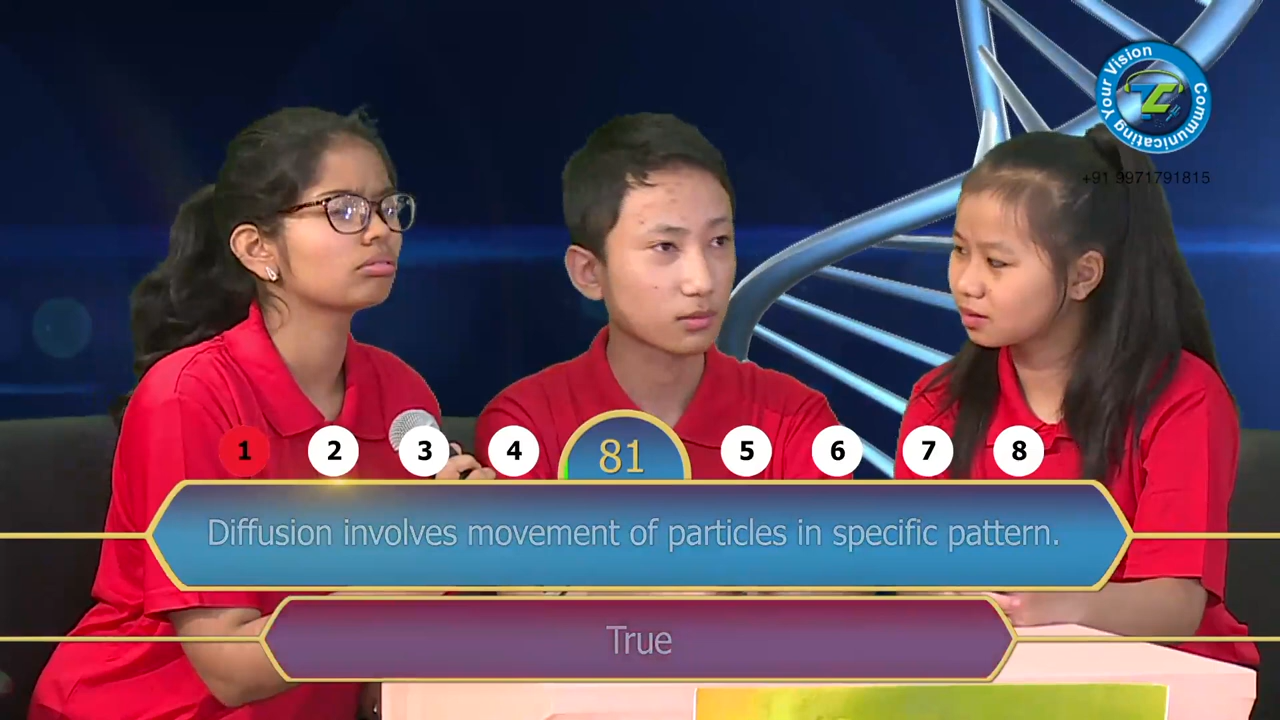 Communicating Your Vision
TC
+91 9971791815
1 2 3 4 81 5 6 7 8
Diffusion involves movement of particles in specific pattern.
True